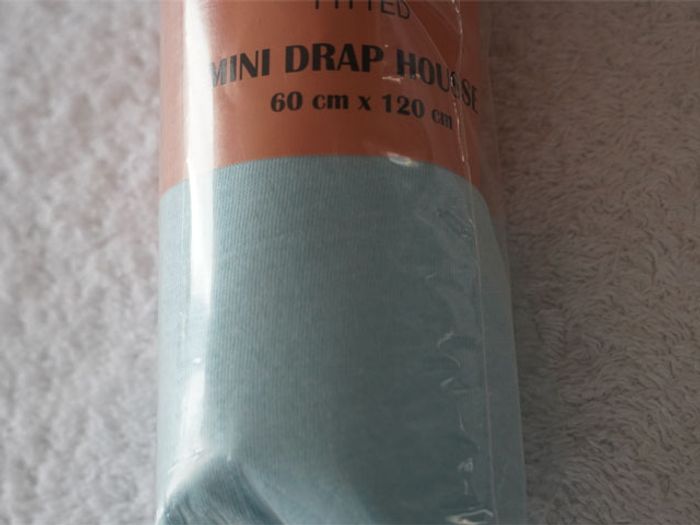 FITTED
MINI DRAP HOUSSE
60 cm x 120 cm